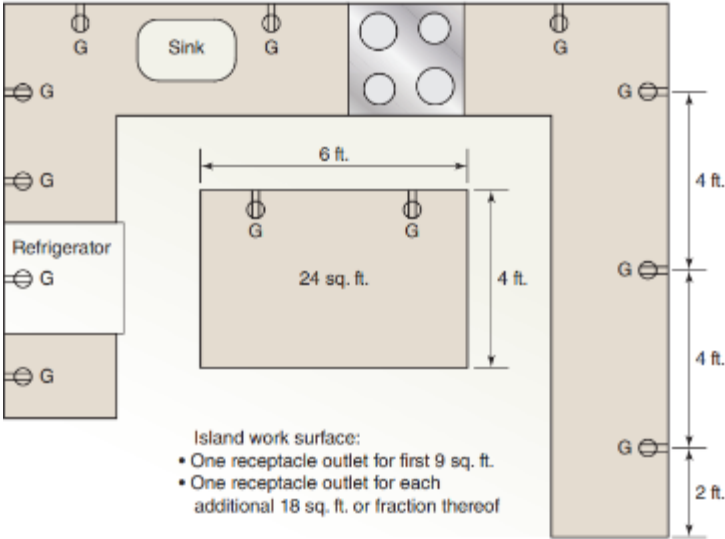 G
Sink
G
G
G
G
6 ft.
4 ft.
G
G
G
Refrigerator
G
24 sq. ft.
4 ft.
G
4 ft.
G
Island work surface:
• One receptacle outlet for first 9 sq. ft.
• One receptacle outlet for each
additional 18 sq. ft. or fraction thereof
G
2 ft.